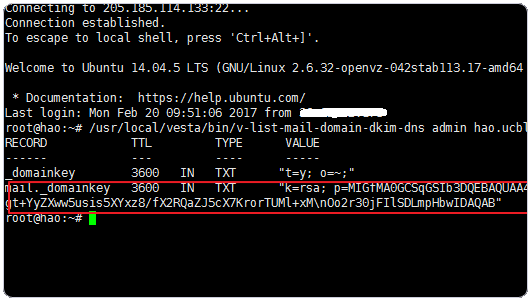 Connecting to 205.185.114.133:22...
Connection established.
To escape to local shell, press 'Ctrl+Alt+]'.
Welcome to Ubuntu 14.04.5 LTS (GNU/Linux 2.6.32-openvz-042stab113.17-amd64
* Documentation:  https://help.ubuntu.com/
Last login: Mon Feb 20 09:51:06 2017 from
root@hao:~# /usr/local/vesta/bin/v-list-mail-domain-dkim-dns admin hao.ucbl
RECORD TTL TYPE VALUE
------ --- ---- -----
_domainkey 3600 IN TXT "t=y; o=~;"
mail._domainkey 3600 IN TXT "k=rsa; p=MIGfMA0GCSqGSIb3DQEBAQUAA4
gt+YyZXww5usis5XYxz8/fX2RQaZJ5cX7KrorTUMl+xM\nOo2r30jFIlSDLmpHbwIDAQAB"
root@hao:~#